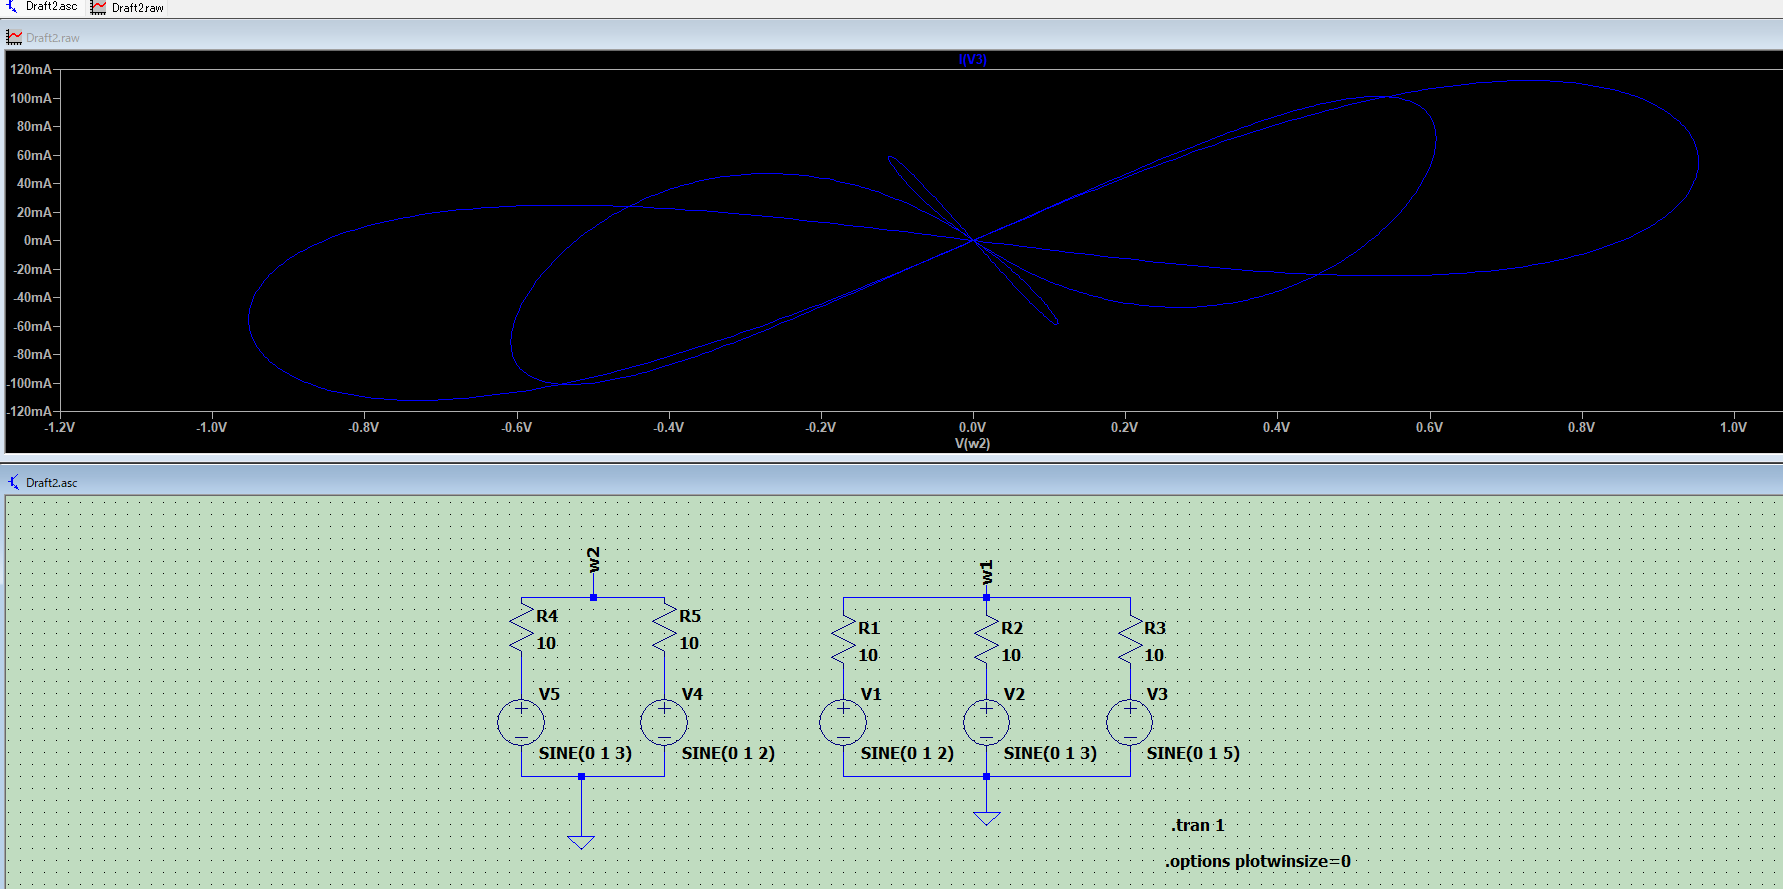 Draft2.asc Draft2.raw
Draft2.raw
I(V3)
120mA
100mA
80mA
60mA
40mA
20mA
0mA
-20mA
-40mA
-60mA
-80mA
-100mA
-120mA
-1.2V -1.0V -0.8V -0.6V -0.4V -0.2V 0.0V 0.2V 0.4V 0.6V 0.8V 1.0V
V(w2)
Draft2.asc
w2 w1
R4 R5 R1 R2 R3
10 10 10 10 10
V5 V4 V1 V2 V3
SINE(0 1 3) SINE(0 1 2) SINE(0 1 2) SINE(0 1 3) SINE(0 1 5)
.tran 1
.options plotwinsize=0